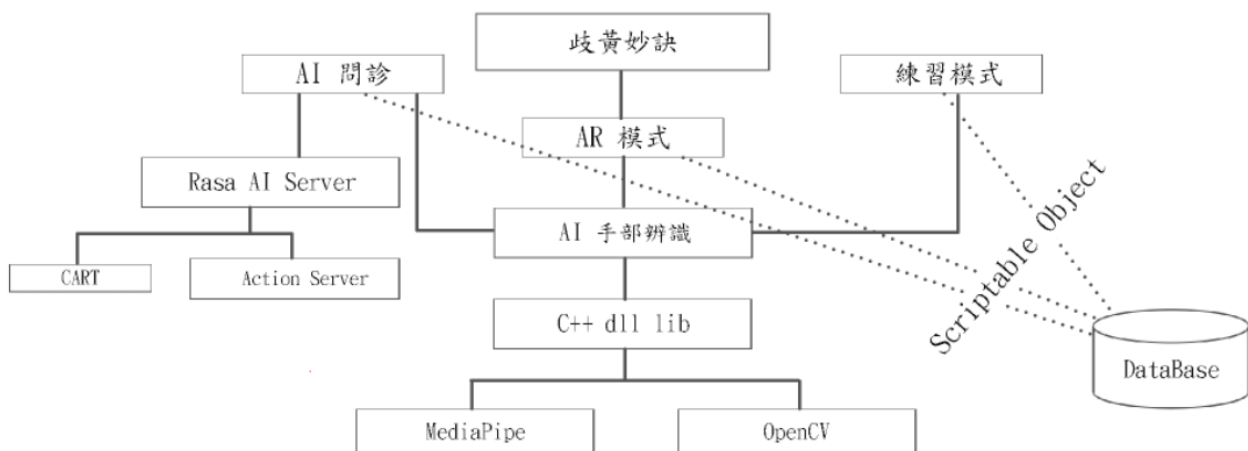 歧黃妙訣
AI 問診
練習模式
AR 模式
Rasa AI Server
AI 手部辨識
Scriptable Object
CART
Action Server
C++ dll lib
DataBase
MediaPipe
OpenCV